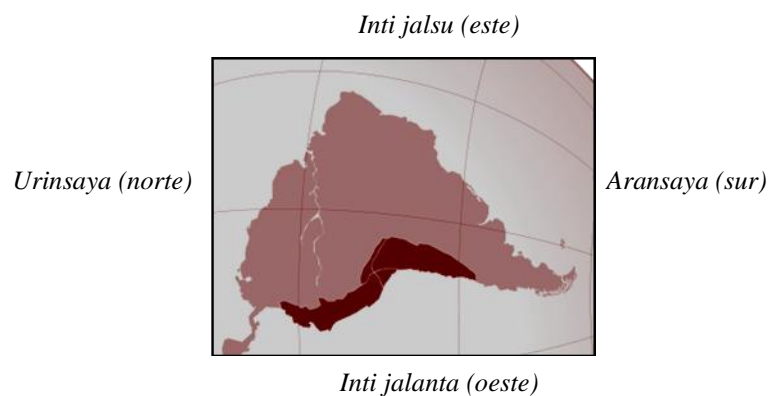 Inti jalsu (este)
Urinsaya (norte)
Aransaya (sur)
Inti jalanta (oeste)